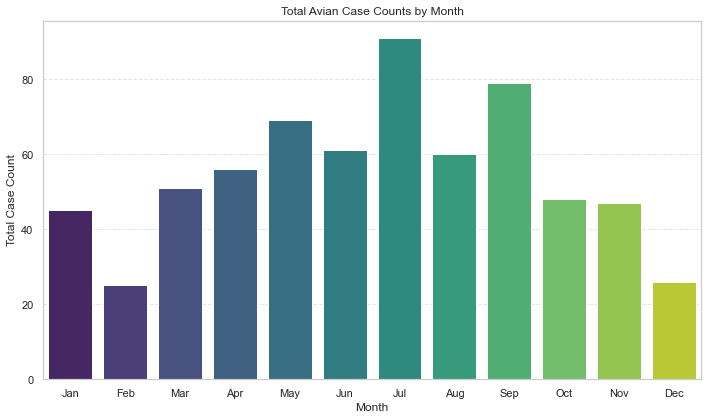 Total Avian Case Counts by Month
Total Case Count
80
60
40
20
0
Jan Feb Mar Apr May Jun Jul Aug Sep Oct Nov Dec
Month